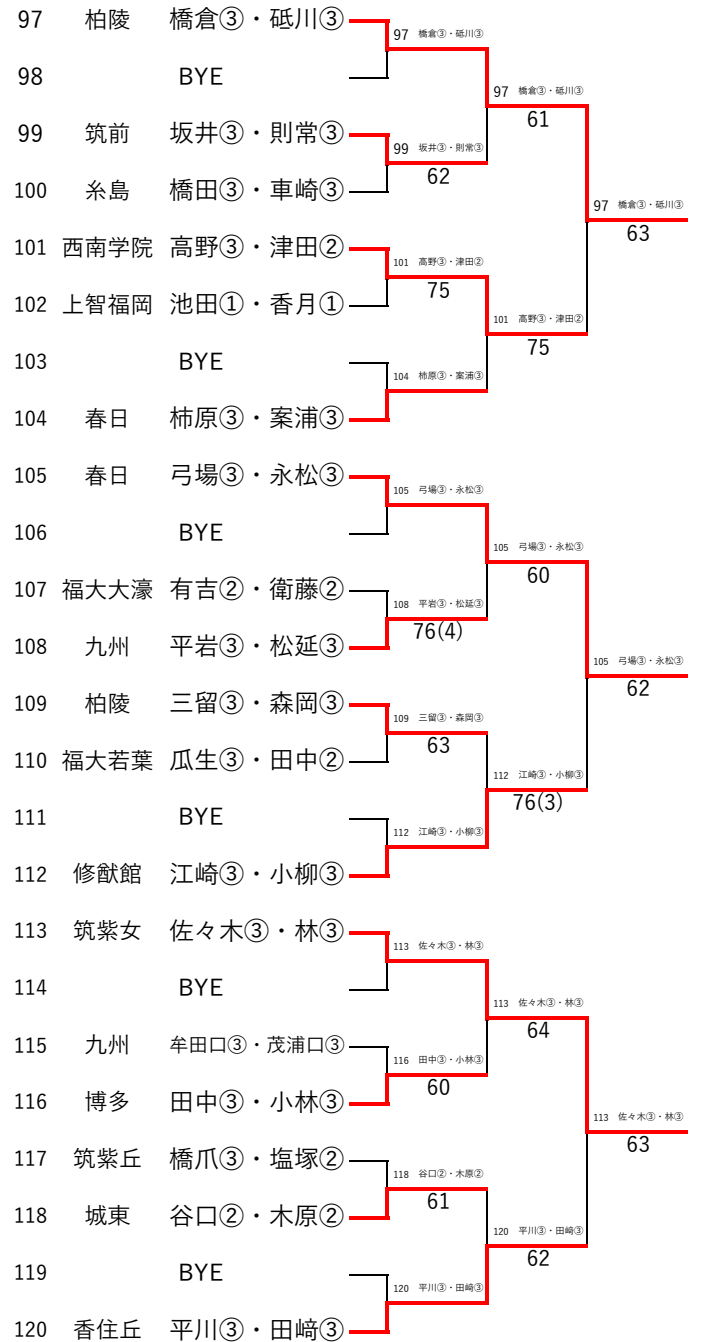 97 柏陵 橋倉③・砥川③
97 橋倉③・砥川③
98 BYE
97 橋倉③・砥川③
61
99 筑前 坂井③・則常③
99 坂井③・則常③
62
100 糸島 橋田③・車崎③
97 橋倉③・砥川③
63
101 西南学院 高野③・津田②
101 高野③・津田②
75
102 上智福岡 池田①・香月①
101 高野③・津田②
75
103 BYE
104 柿原③・案浦③
104 春日 柿原③・案浦③
105 春日 弓場③・永松③
105 弓場③・永松③
106 BYE
105 弓場③・永松③
60
107 福大大濠 有吉②・衛藤②
108 平岩③・松延③
76(4)
108 九州 平岩③・松延③
105 弓場③・永松③
62
109 柏陵 三留③・森岡③
109 三留③・森岡③
63
110 福大若葉 瓜生③・田中②
112 江崎③・小柳③
76(3)
111 BYE
112 江崎③・小柳③
112 修猷館 江崎③・小柳③
113 筑紫女 佐々木③・林③
113 佐々木③・林③
114 BYE
113 佐々木③・林③
64
115 九州 牟田口③・茂浦口③
116 田中③・小林③
60
116 博多 田中③・小林③
113 佐々木③・林③
63
117 筑紫丘 橋爪③・塩塚②
118 谷口②・木原②
61
118 城東 谷口②・木原②
120 平川③・田﨑③
62
119 BYE
120 平川③・田﨑③
120 香住丘 平川③・田﨑③